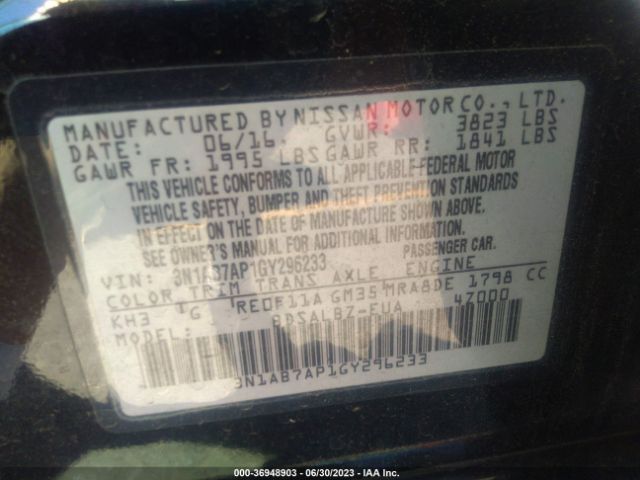 MANUFACTURED BY NISSAN MOTOR CO., LTD.
DATE: 06/16 GVWR: 3823 LBS
GAWR FR: 1995 LBS GAWR RR: 1841 LBS
THIS VEHICLE CONFORMS TO ALL APPLICABLE FEDERAL MOTOR
VEHICLE SAFETY, BUMPER AND THEFT PREVENTION STANDARDS
IN EFFECT ON THE DATE OF MANUFACTURE SHOWN ABOVE.
SEE OWNER'S MANUAL FOR ADDITIONAL INFORMATION.
VIN: 3N1AB7AP1GY296233 PASSENGER CAR.
COLOR TRIM TRANS AXLE ENGINE
KH3 G RE0F11A GM35 MRA8DE 1798 CC
MODEL: BDSALBZ-EUA 47000
3N1AB7AP1GY296233
000-36948903 - 06/30/2023 - IAA Inc.